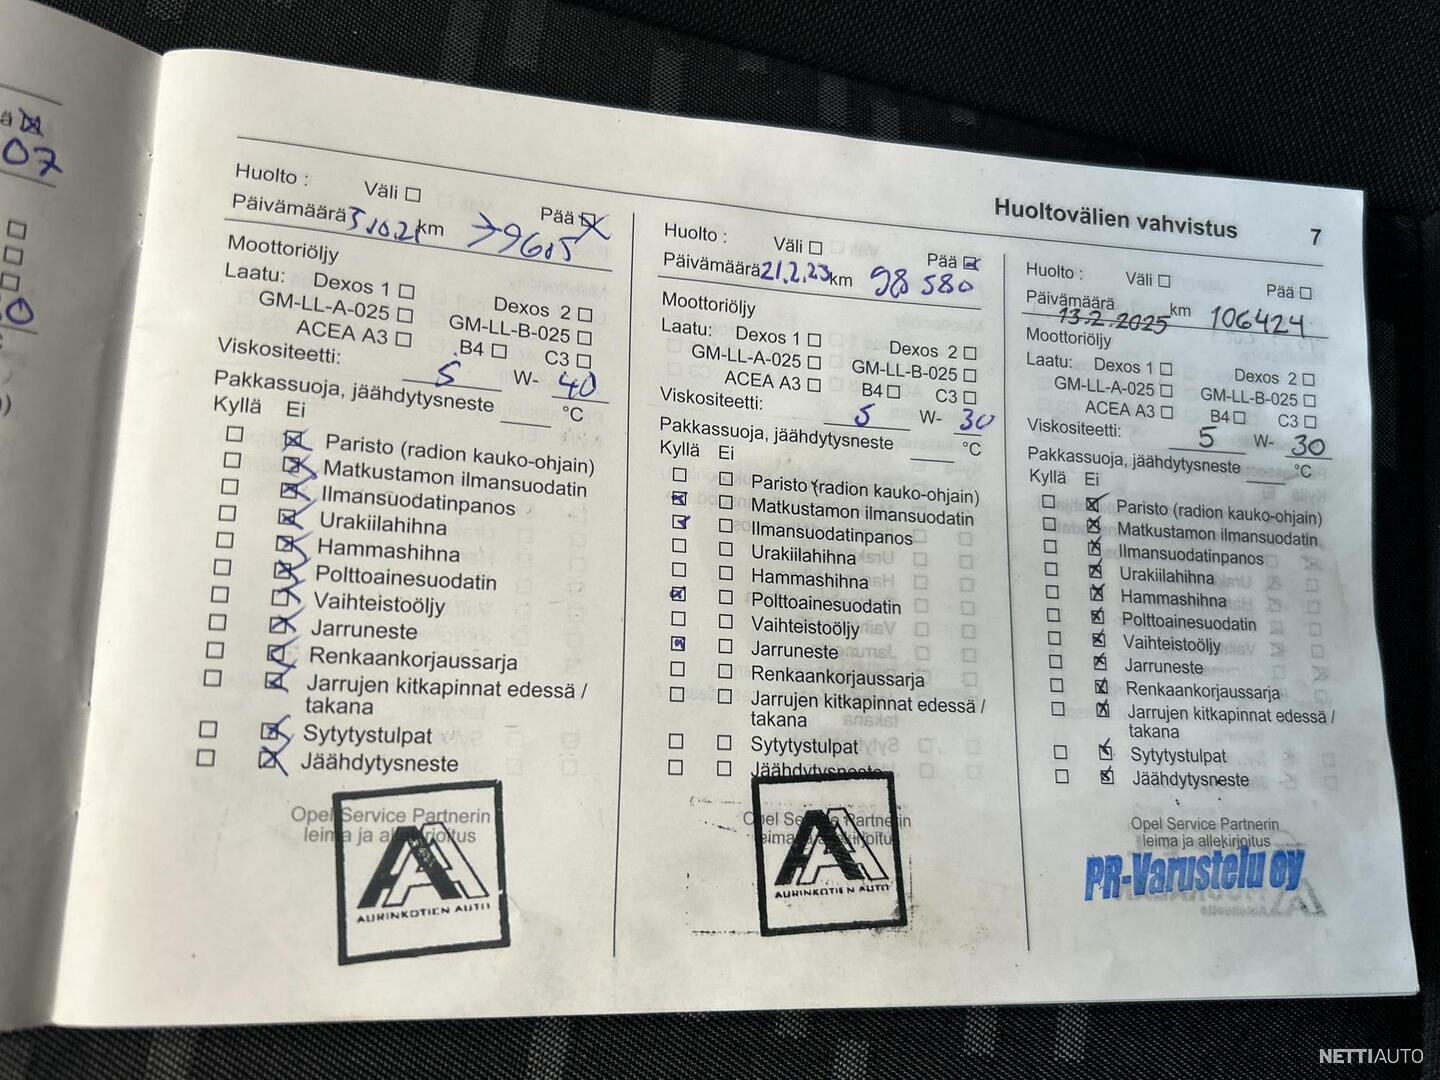 ä
07
0
Huoltovälien vahvistus 7
Huolto : Väli Pää
Päivämäärä 5.10.21 km
Moottoriöljy
Laatu: Dexos 1 Dexos 2
GM-LL-A-025 GM-LL-B-025
ACEA A3 B4 C3
Viskositeetti: 5 W- 40
Pakkassuoja, jäähdytysneste °C
Kyllä Ei
Paristo (radion kauko-ohjain)
Matkustamon ilmansuodatin
Ilmansuodatinpanos
Urakiilahihna
Hammashihna
Polttoainesuodatin
Vaihteistoöljy
Jarruneste
Renkaankorjaussarja
Jarrujen kitkapinnat edessä /
takana
Sytytystulpat
Jäähdytysneste
Opel Service Partnerin
leima ja allekirjoitus
AURINKOTIEN AUTO
Huolto : Väli Pää
Päivämäärä 21.2.23 km 98 580
Moottoriöljy
Laatu: Dexos 1 Dexos 2
GM-LL-A-025 GM-LL-B-025
ACEA A3 B4 C3
Viskositeetti: 5 W- 30
Pakkassuoja, jäähdytysneste °C
Kyllä Ei
Paristo (radion kauko-ohjain)
Matkustamon ilmansuodatin
Ilmansuodatinpanos
Urakiilahihna
Hammashihna
Polttoainesuodatin
Vaihteistoöljy
Jarruneste
Renkaankorjaussarja
Jarrujen kitkapinnat edessä /
takana
Sytytystulpat
Jäähdytysneste
Opel Service Partnerin
leima ja allekirjoitus
AURINKOTIEN AUTO
Huolto : Väli Pää
Päivämäärä km 106424
13.2.2025
Moottoriöljy
Laatu: Dexos 1 Dexos 2
GM-LL-A-025 GM-LL-B-025
ACEA A3 B4 C3
Viskositeetti: 5 W- 30
Pakkassuoja, jäähdytysneste °C
Kyllä Ei
Paristo (radion kauko-ohjain)
Matkustamon ilmansuodatin
Ilmansuodatinpanos
Urakiilahihna
Hammashihna
Polttoainesuodatin
Vaihteistoöljy
Jarruneste
Renkaankorjaussarja
Jarrujen kitkapinnat edessä /
takana
Sytytystulpat
Jäähdytysneste
Opel Service Partnerin
leima ja allekirjoitus
PR-Varustelu oy
NETTIAUTO